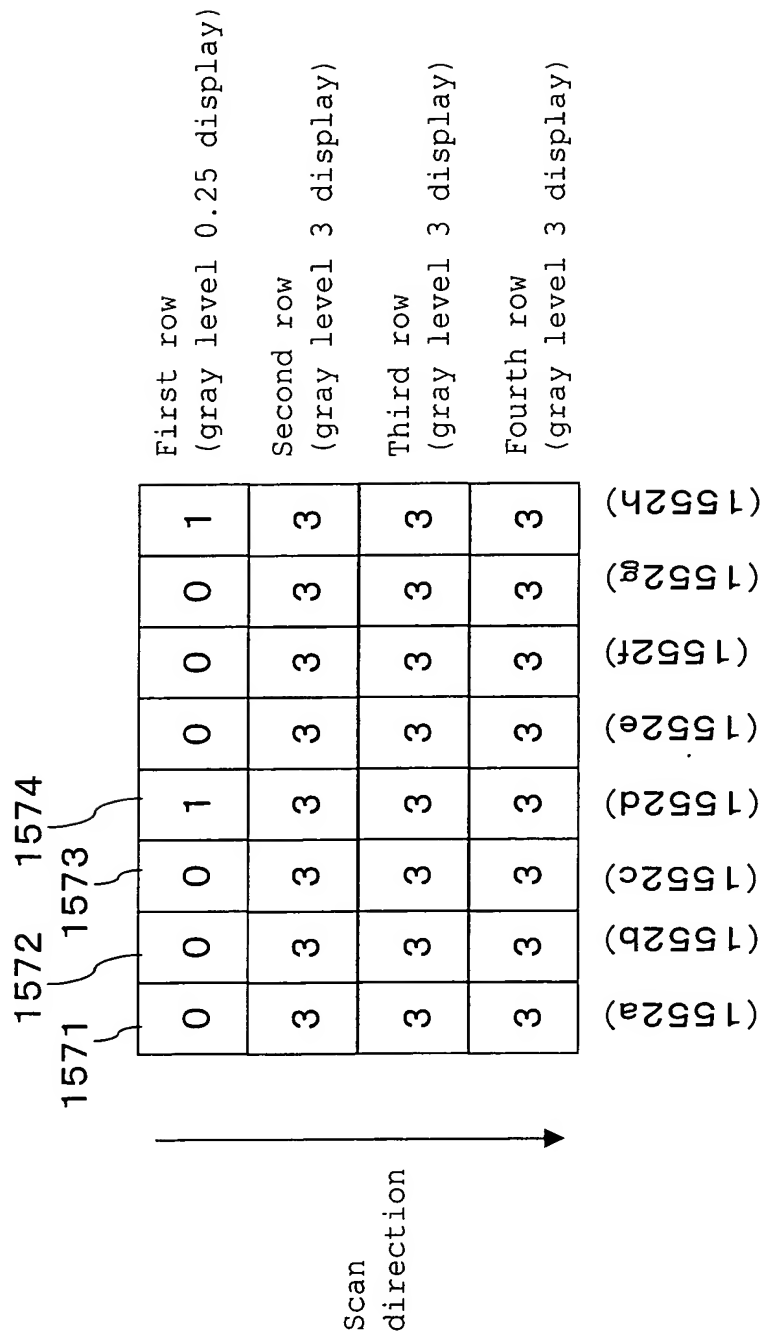 1571
1572
1573
1574
0 0 0 1 0 0 0 1
First row
(gray level 0.25 display)
3 3 3 3 3 3 3 3
Second row
(gray level 3 display)
3 3 3 3 3 3 3 3
Third row
(gray level 3 display)
3 3 3 3 3 3 3 3
Fourth row
(gray level 3 display)
(1552a)
(1552b)
(1552c)
(1552d)
(1552e)
(1552f)
(1552g)
(1552h)
Scan
direction